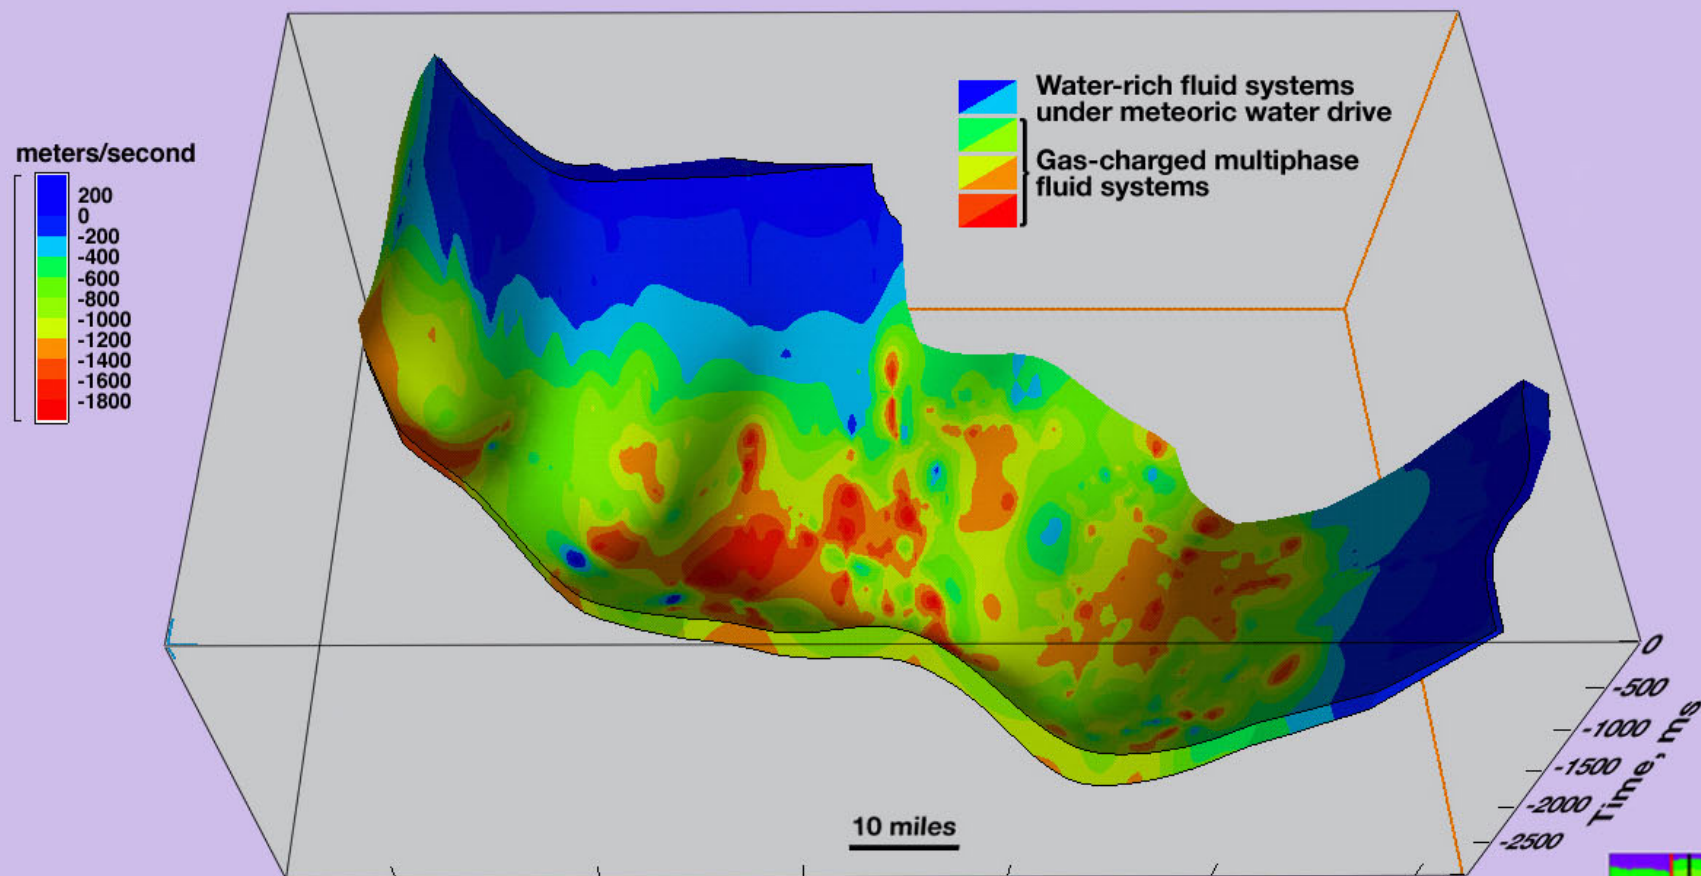 Water-rich fluid systems
under meteoric water drive
Gas-charged multiphase
fluid systems
meters/second
200
0
-200
-400
-600
-800
-1000
-1200
-1400
-1600
-1800
0
-500
-1000
-1500
-2000
-2500
Time, ms
10 miles